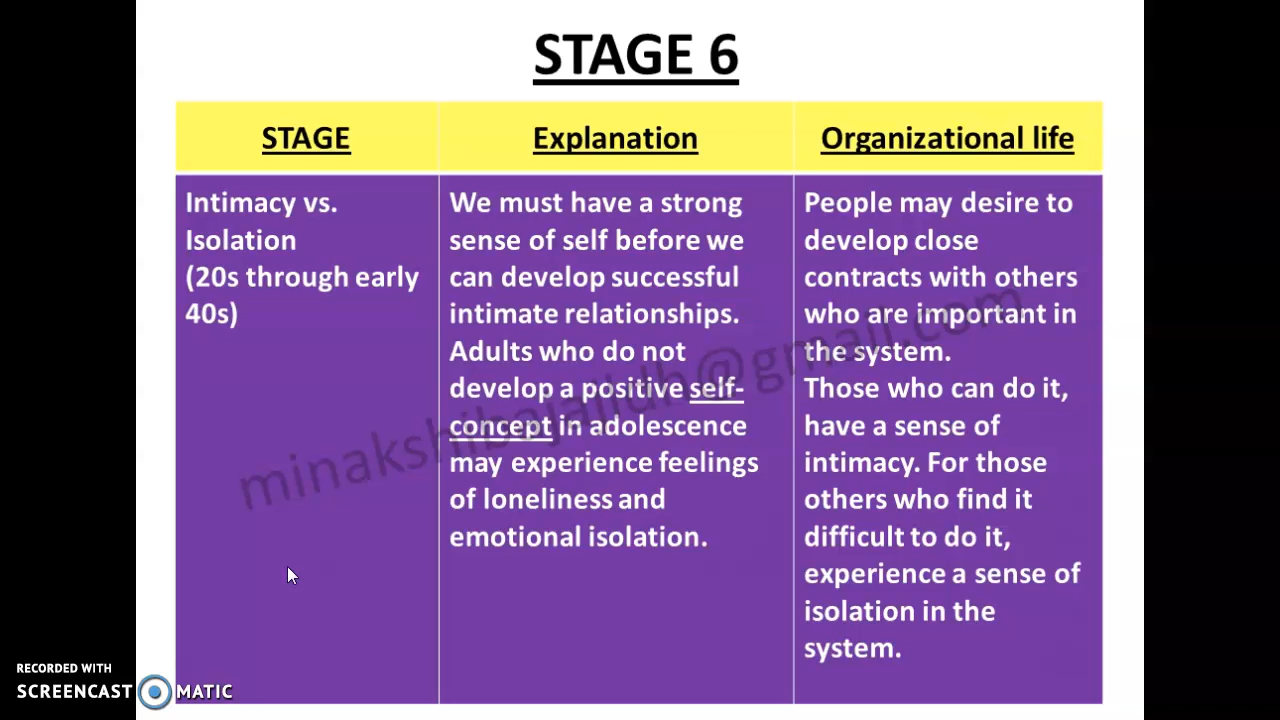 STAGE 6
STAGE
Explanation
Organizational life
Intimacy vs.
Isolation
(20s through early
40s)
We must have a strong
sense of self before we
can develop successful
intimate relationships.
Adults who do not
develop a positive self-
concept in adolescence
may experience feelings
of loneliness and
emotional isolation.
People may desire to
develop close
contracts with others
who are important in
the system.
Those who can do it,
have a sense of
intimacy. For those
others who find it
difficult to do it,
experience a sense of
isolation in the
system.
minakshibajajldh@gmail.com
RECORDED WITH
SCREENCAST MATIC